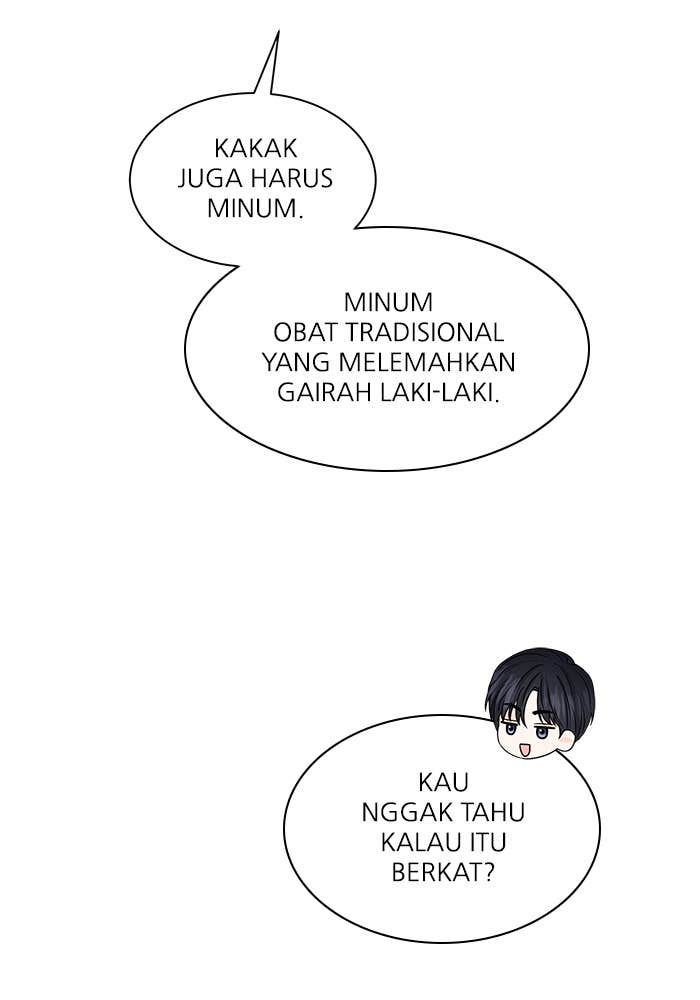 KAKAK
JUGA HARUS
MINUM.
MINUM
OBAT TRADISIONAL
YANG MELEMAHKAN
GAIRAH LAKI-LAKI.
KAU
NGGAK TAHU
KALAU ITU
BERKAT?